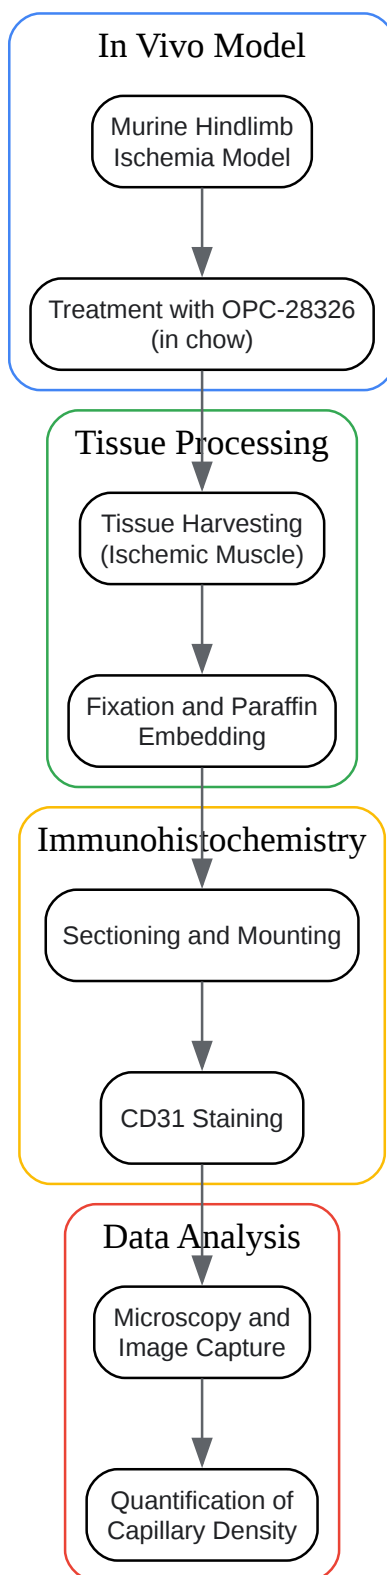 In Vivo Model
Murine Hindlimb
Ischemia Model
Treatment with OPC-28326
(in chow)
Tissue Processing
Tissue Harvesting
(Ischemic Muscle)
Fixation and Paraffin
Embedding
Immunohistochemistry
Sectioning and Mounting
CD31 Staining
Data Analysis
Microscopy and
Image Capture
Quantification of
Capillary Density